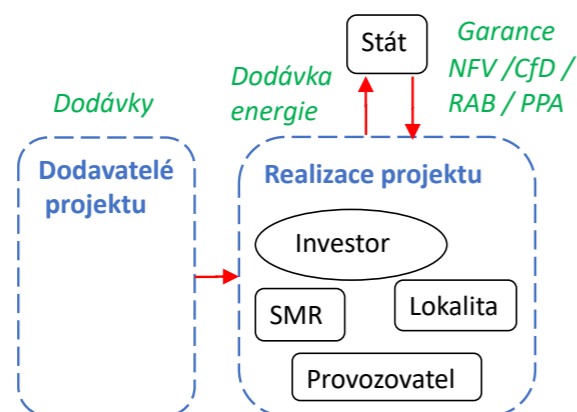 Stát
Garance
NFV /CfD /
RAB / PPA
Dodávka
energie
Dodávky
Dodavatelé
projektu
Realizace projektu
Investor
SMR
Lokalita
Provozovatel